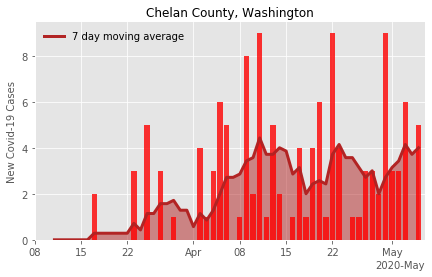 Chelan County, Washington
7 day moving average
New Covid-19 Cases
8
6
4
2
0
08 15 22 Apr 08 15 22 May
2020-May